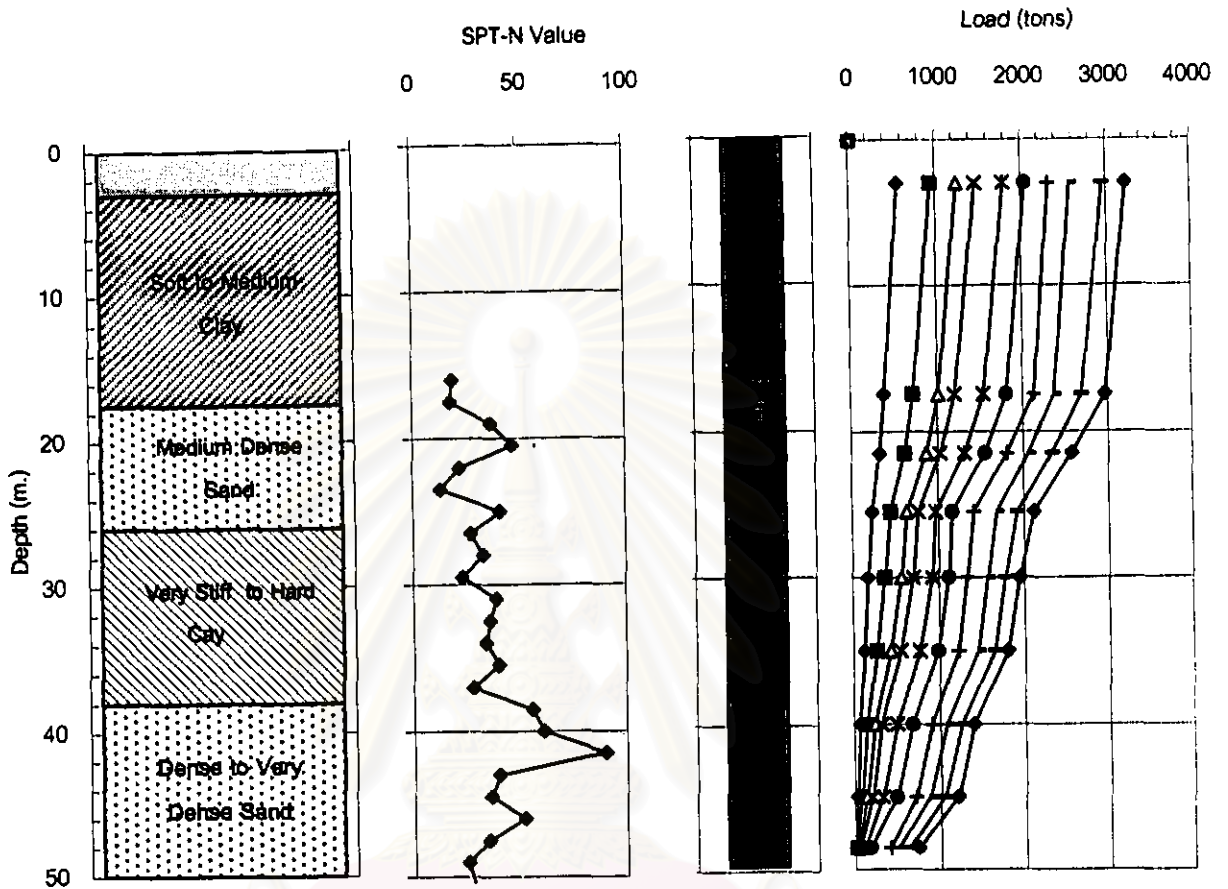 SPT-N Value
0 50 100
Load (tons)
0 1000 2000 3000 4000
Depth (m.)
0
10
20
30
40
50
Soft to Medium
Clay
Medium Dense
Sand
Very Stiff to Hard
Cay
Dense to Very
Dense Sand